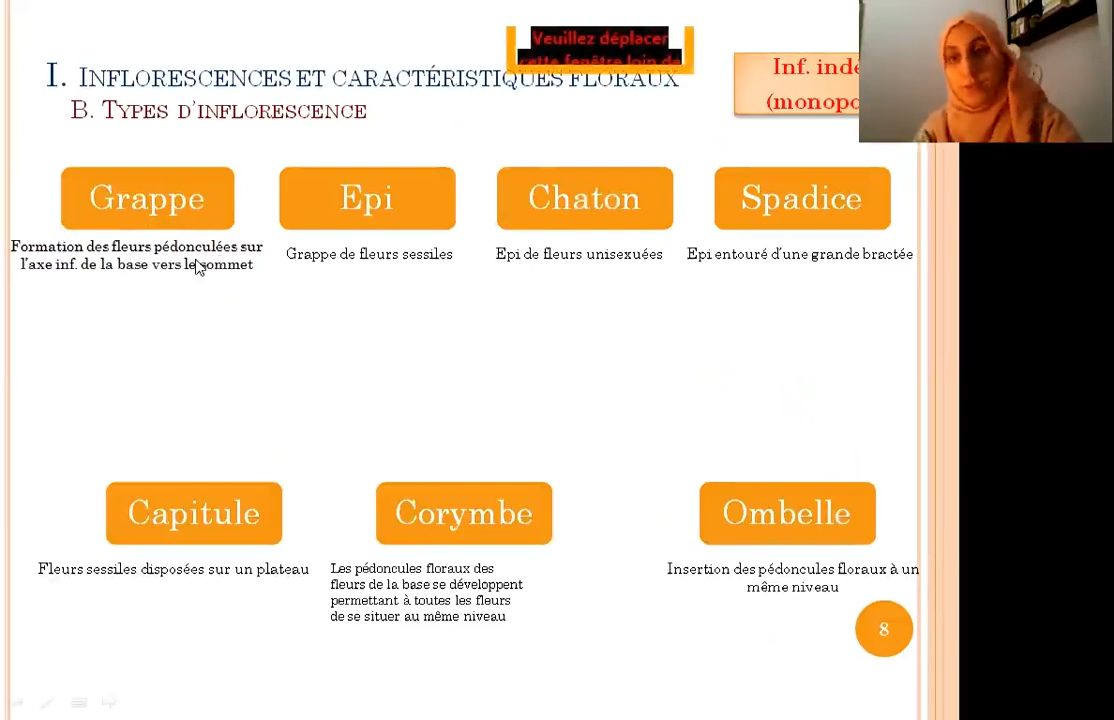 Veuillez déplacer
cette fenêtre loin de
I. INFLORESCENCES ET CARACTÉRISTIQUES FLORAUX
B. TYPES D'INFLORESCENCE
Inf.
Grappe
Epi
Chaton
Spadice
Formation des fleurs pédonculées sur
l'axe inf. de la base vers le sommet
Grappe de fleurs sessiles
Epi de fleurs unisexuées
Epi entouré d'une grande bractée
Capitule
Corymbe
Ombelle
Fleurs sessiles disposées sur un plateau
Les pédoncules floraux des
fleurs de la base se développent
permettant à toutes les fleurs
de se situer au même niveau
Insertion des pédoncules floraux à un
même niveau
8